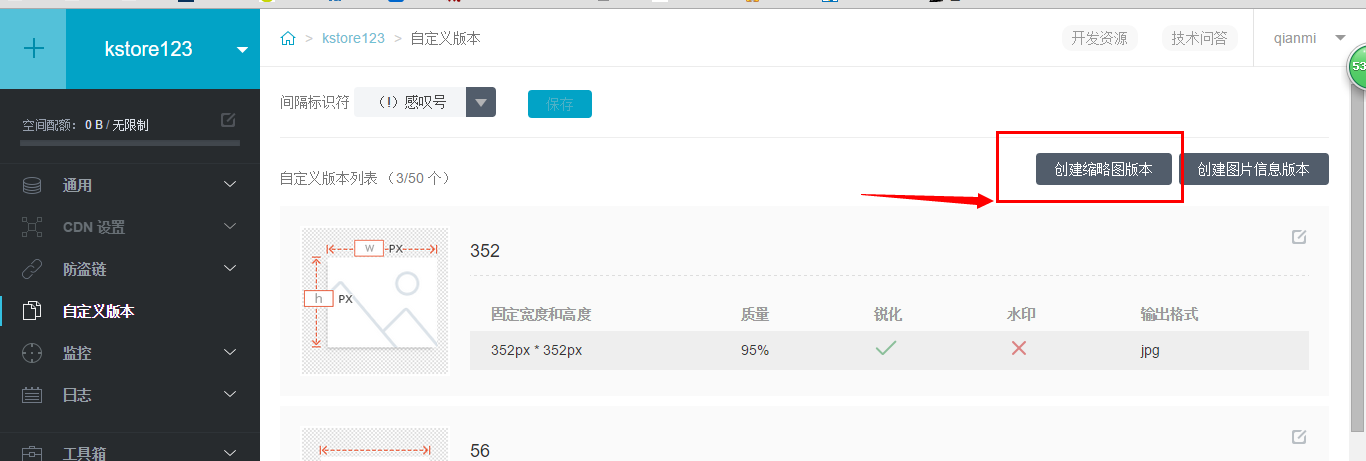 kstore123
> kstore123 > 自定义版本
开发资源
技术问答
qianmi
53
空间配额：0 B / 无限制
通用
CDN 设置
防盗链
自定义版本
监控
日志
工具箱
间隔标识符
（!）感叹号
保存
自定义版本列表 （3/50 个）
创建缩略图版本
创建图片信息版本
w PX
h PX
352
固定宽度和高度 质量 锐化 水印 输出格式
352px * 352px 95% jpg
56